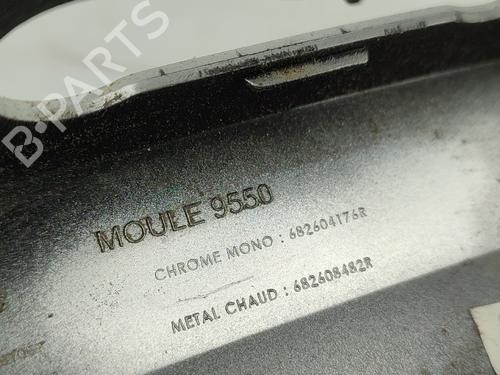 B-PARTS
MOULE 9550
CHROME MONO : 682604176R
METAL CHAUD : 682608482R